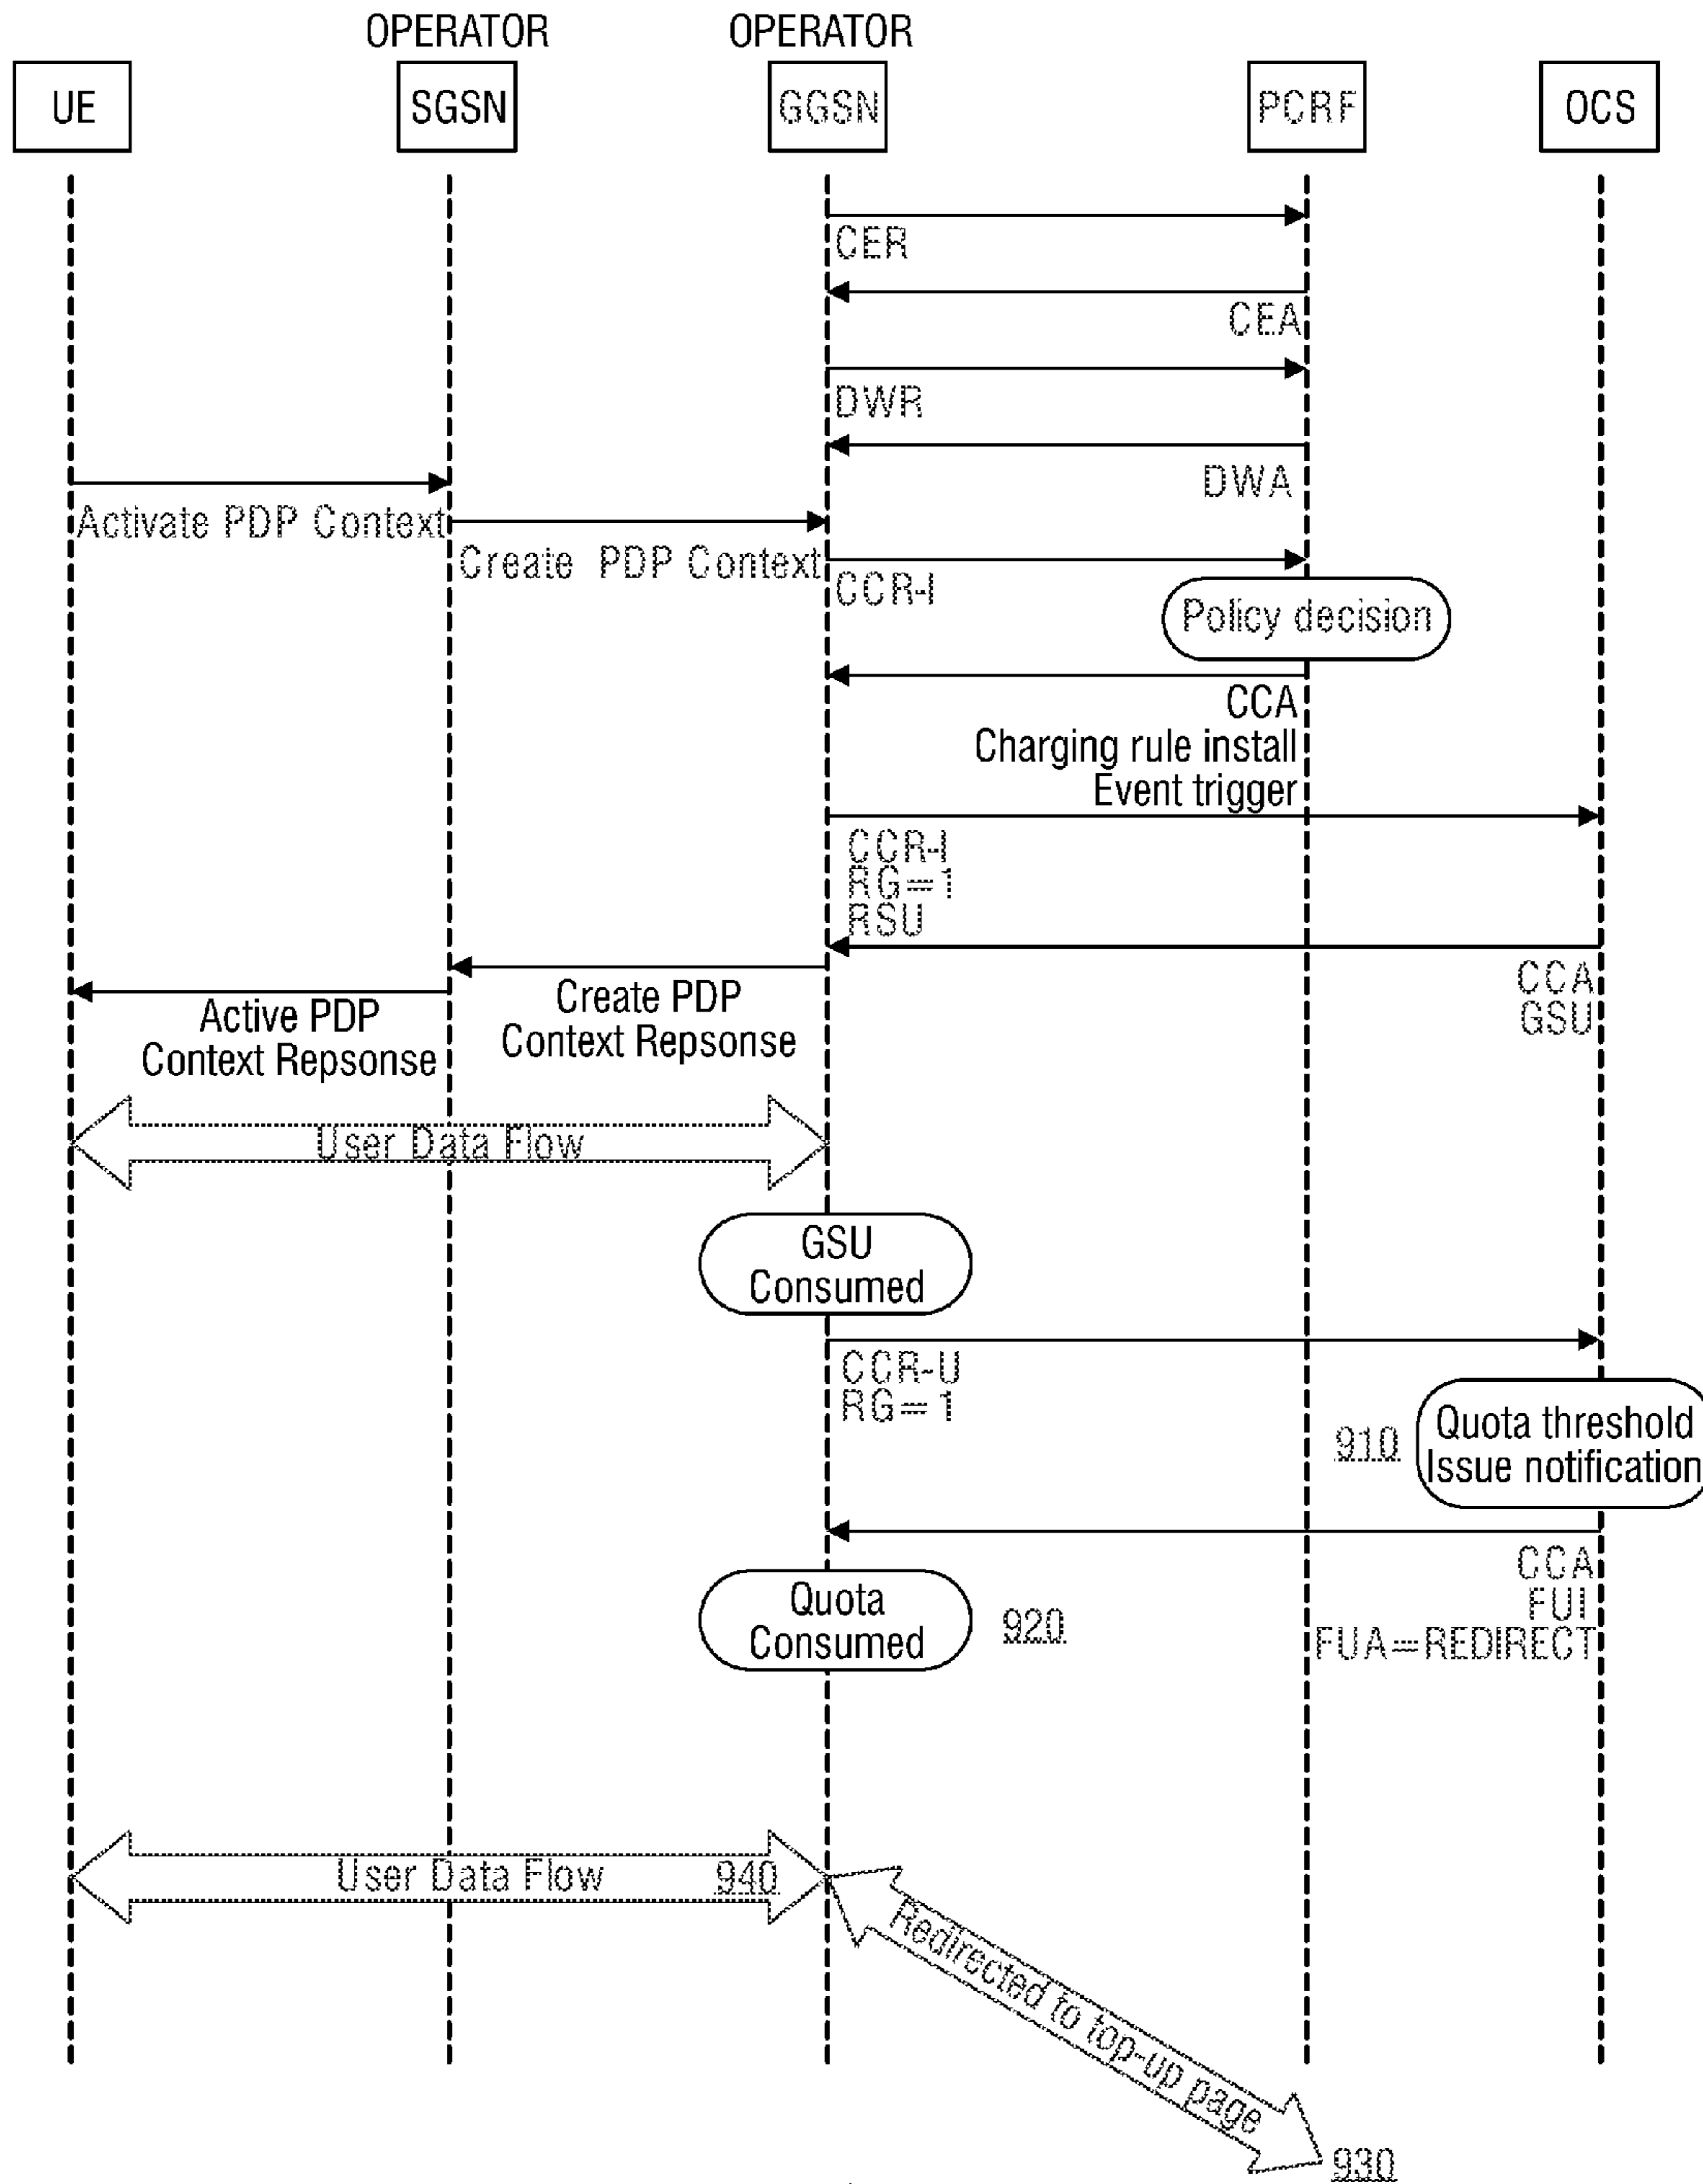 OPERATOR
OPERATOR
UE
SGSN
GGSN
PCRF
OCS
CER
CEA
DWR
DWA
Activate PDP Context
Create PDP Context
CCR-I
Policy decision
CCA
Charging rule install
Event trigger
CCR-I
RG=1
RSU
CCA
GSU
Create PDP
Context Repsonse
Active PDP
Context Repsonse
User Data Flow
GSU
Consumed
CCR-U
RG=1
910
Quota threshold
Issue notification
CCA
FUI
FUA=REDIRECT
Quota
Consumed
920
User Data Flow
940
Redirected to top-up page
930